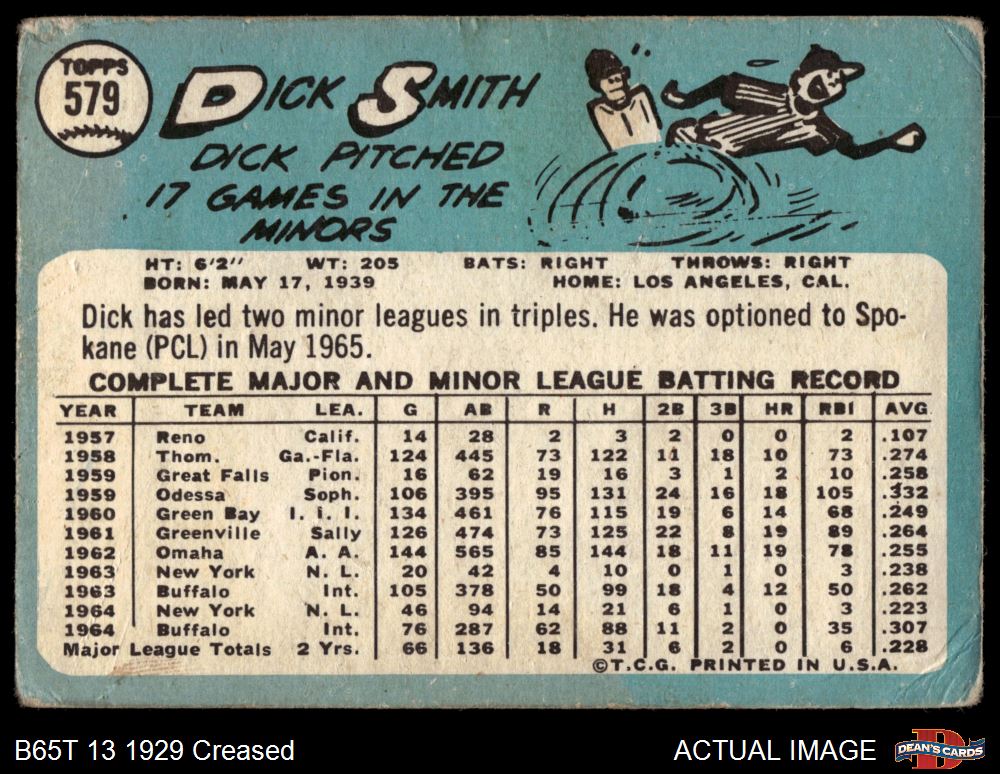 TOPPS
579
DICK SMITH
DICK PITCHED
17 GAMES IN THE
MINORS
HT: 6'2" WT: 205 BATS: RIGHT THROWS: RIGHT
BORN: MAY 17, 1939 HOME: LOS ANGELES, CAL.
Dick has led two minor leagues in triples. He was optioned to Spo-
kane (PCL) in May 1965.
COMPLETE MAJOR AND MINOR LEAGUE BATTING RECORD
YEAR TEAM LEA. G AB R H 2B 3B HR RBI AVG
1957 Reno Calif. 14 28 2 3 2 0 0 2 .107
1958 Thom. Ga.-Fla. 124 445 73 122 11 18 10 73 .274
1959 Great Falls Pion. 16 62 19 16 3 1 2 10 .258
1959 Odessa Soph. 106 395 95 131 24 16 18 105 .332
1960 Green Bay I. I. I. 134 461 76 115 19 6 14 68 .249
1961 Greenville Sally 126 474 73 125 22 8 19 89 .264
1962 Omaha A. A. 144 565 85 144 18 11 19 78 .255
1963 New York N. L. 20 42 4 10 0 1 0 3 .238
1963 Buffalo Int. 105 378 50 99 18 4 12 50 .262
1964 New York N. L. 46 94 14 21 6 1 0 3 .223
1964 Buffalo Int. 76 287 62 88 11 2 0 35 .307
Major League Totals 2 Yrs. 66 136 18 31 6 2 0 6 .228
©T.C.G. PRINTED IN U.S.A.
B65T 13 1929 Creased
ACTUAL IMAGE
D
DEAN'S CARDS